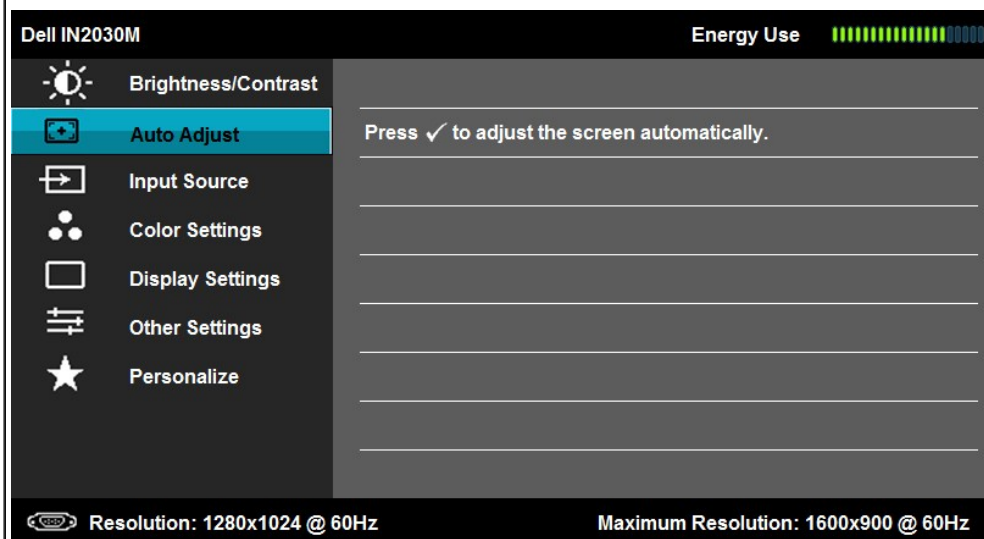 Dell IN2030M Energy Use
Brightness/Contrast
Auto Adjust Press ✓ to adjust the screen automatically.
Input Source
Color Settings
Display Settings
Other Settings
Personalize
Resolution: 1280x1024 @ 60Hz Maximum Resolution: 1600x900 @ 60Hz